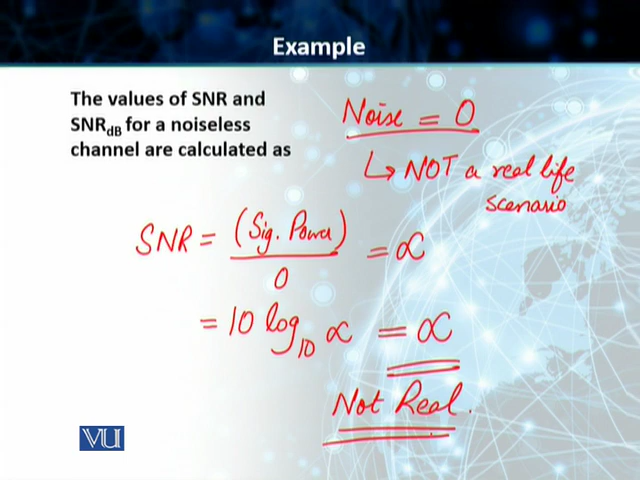 Example
The values of SNR and
SNRdB for a noiseless
channel are calculated as
Noise = 0
↳ NOT a real life
scenario
SNR = (Sig. Power) / 0 = ∝
= 10 log10 ∝ = ∝
Not Real.
VU